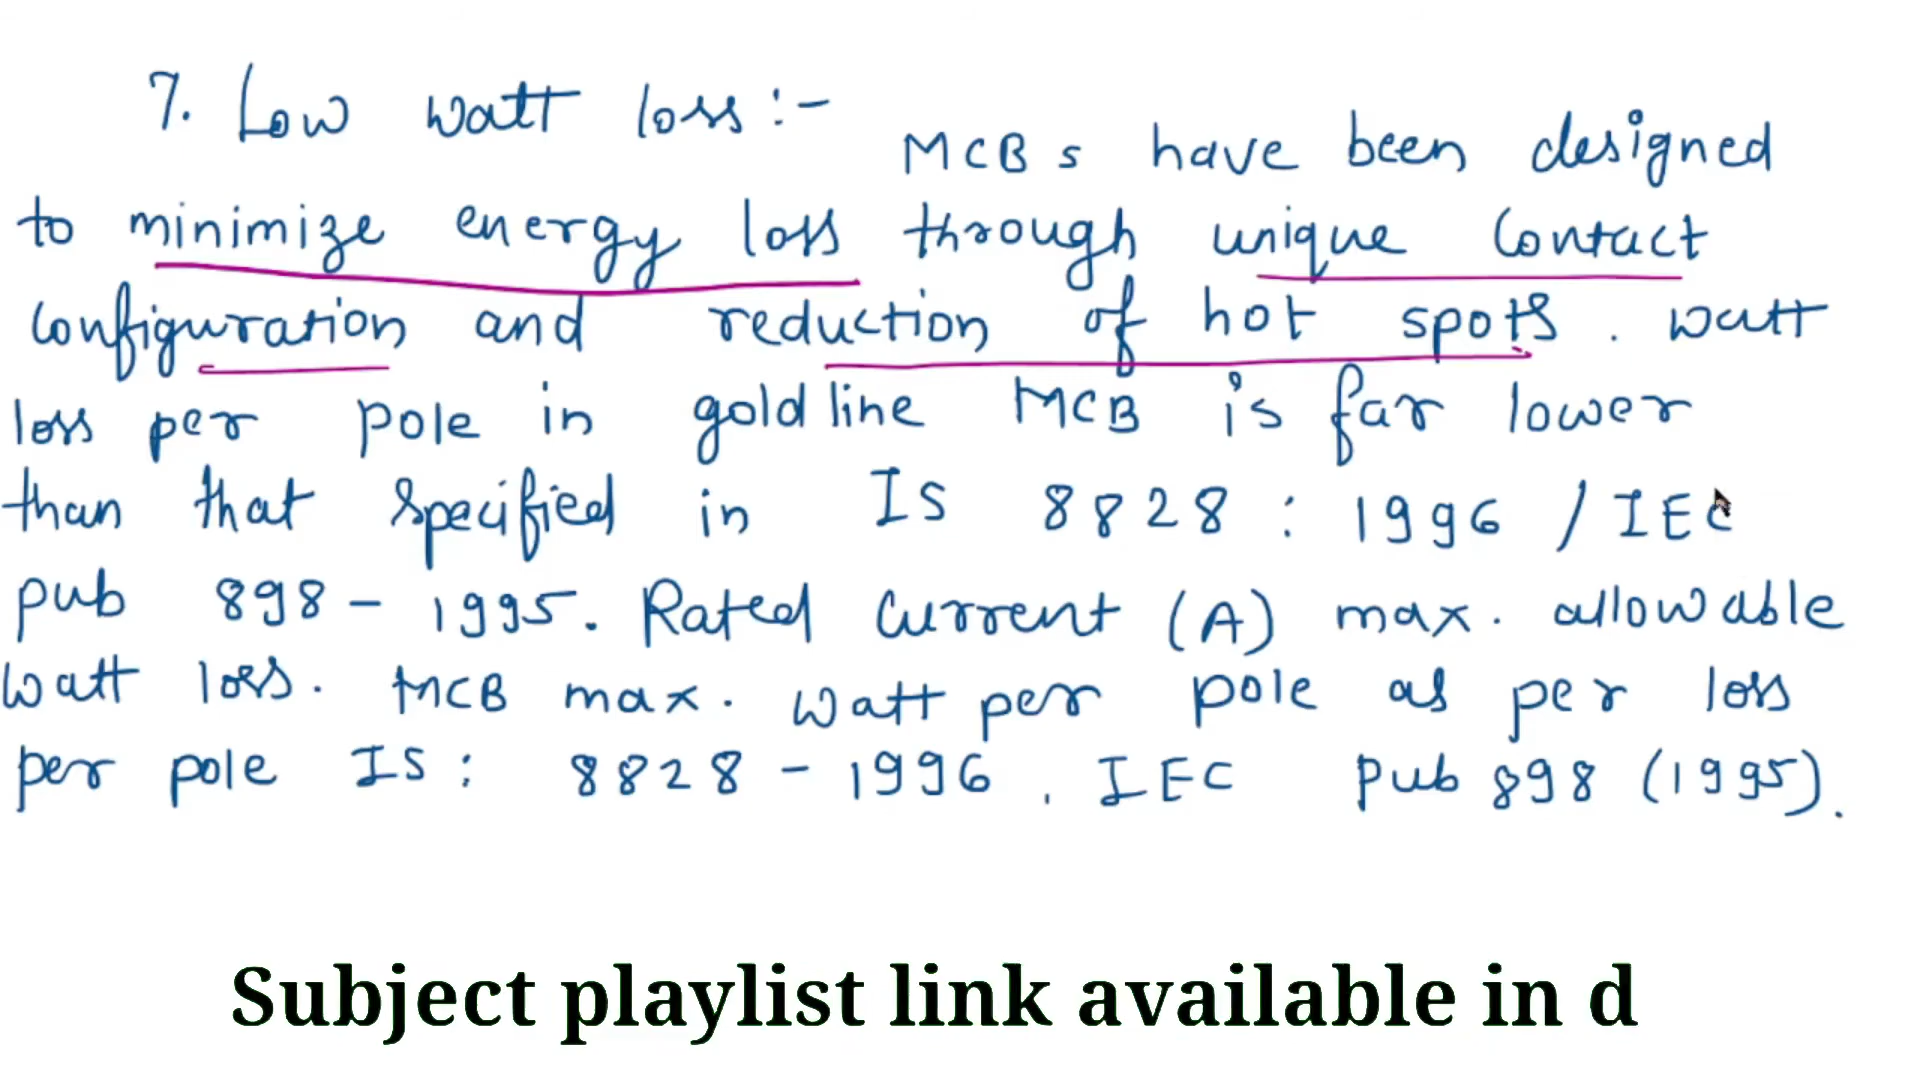 7. Low watt loss :-
MCBs have been designed
to minimize energy loss through unique contact
configuration and reduction of hot spots. watt
loss per pole in goldline MCB is far lower
than that specified in IS 8828 : 1996 / IEC
pub 898 - 1995. Rated current (A) max. allowable
watt loss. MCB max. watt per pole as per loss
per pole IS : 8828 - 1996 , IEC pub 898 (1995).
Subject playlist link available in d